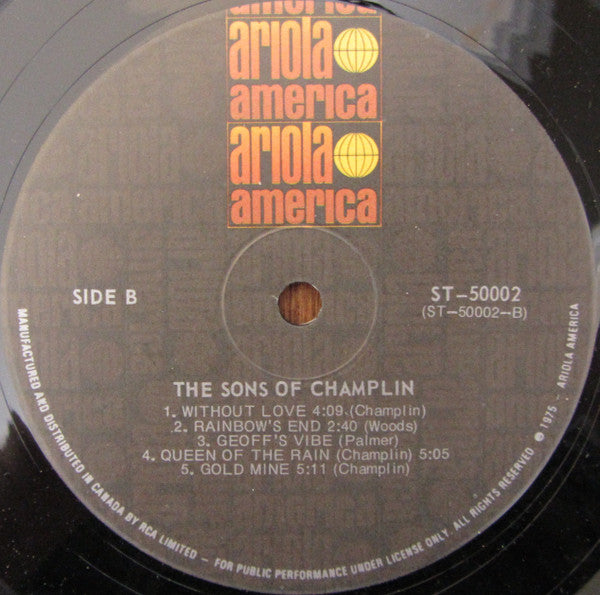 america
ariola
america
ariola
america
SIDE B
ST-50002
(ST-50002-B)
THE SONS OF CHAMPLIN
1. WITHOUT LOVE 4:09 (Champlin)
2. RAINBOW'S END 2:40 (Woods)
3. GEOFF'S VIBE (Palmer)
4. QUEEN OF THE RAIN (Champlin) 5:05
5. GOLD MINE 5:11 (Champlin)
MANUFACTURED AND DISTRIBUTED IN CANADA BY RCA LIMITED – FOR PUBLIC PERFORMANCE UNDER LICENSE ONLY. ALL RIGHTS RESERVED ℗ 1975 - ARIOLA AMERICA